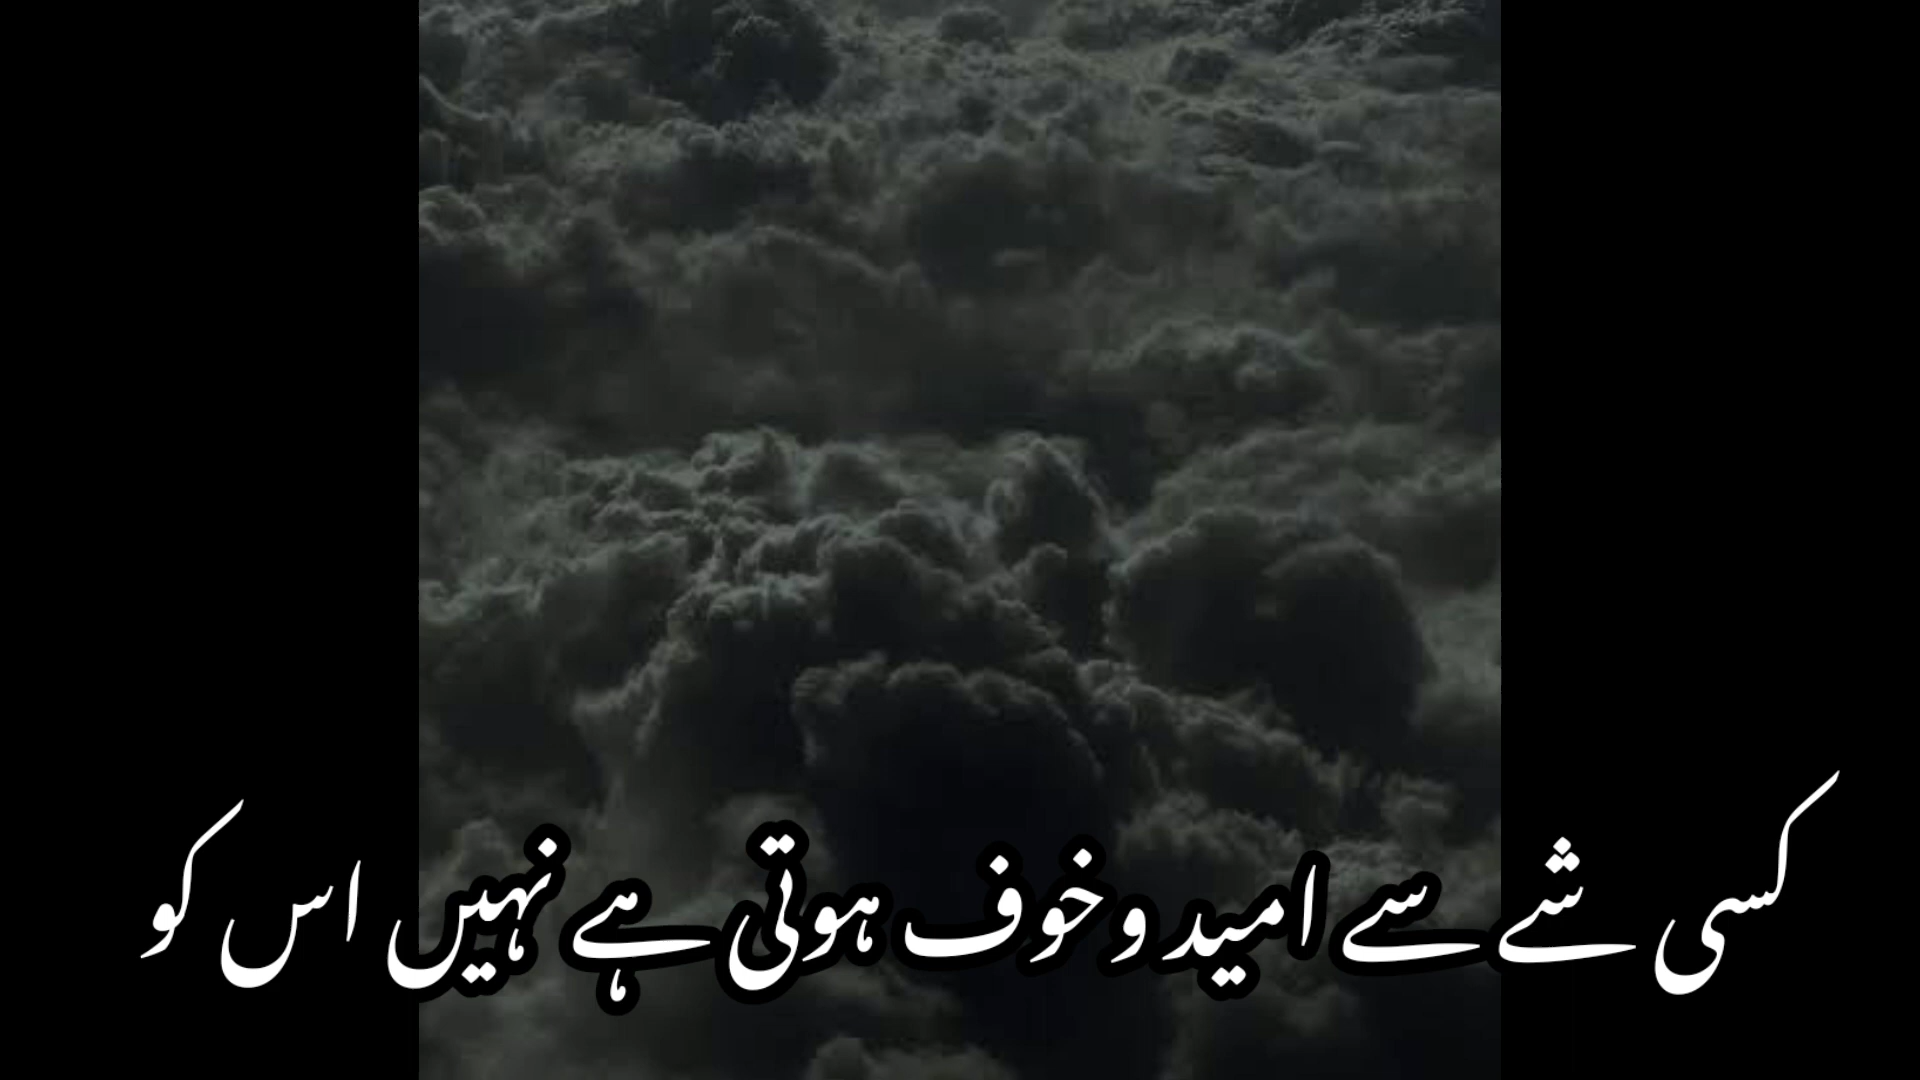 کسی شے سے امید و خوف ہوتی ہے نہیں اس کو